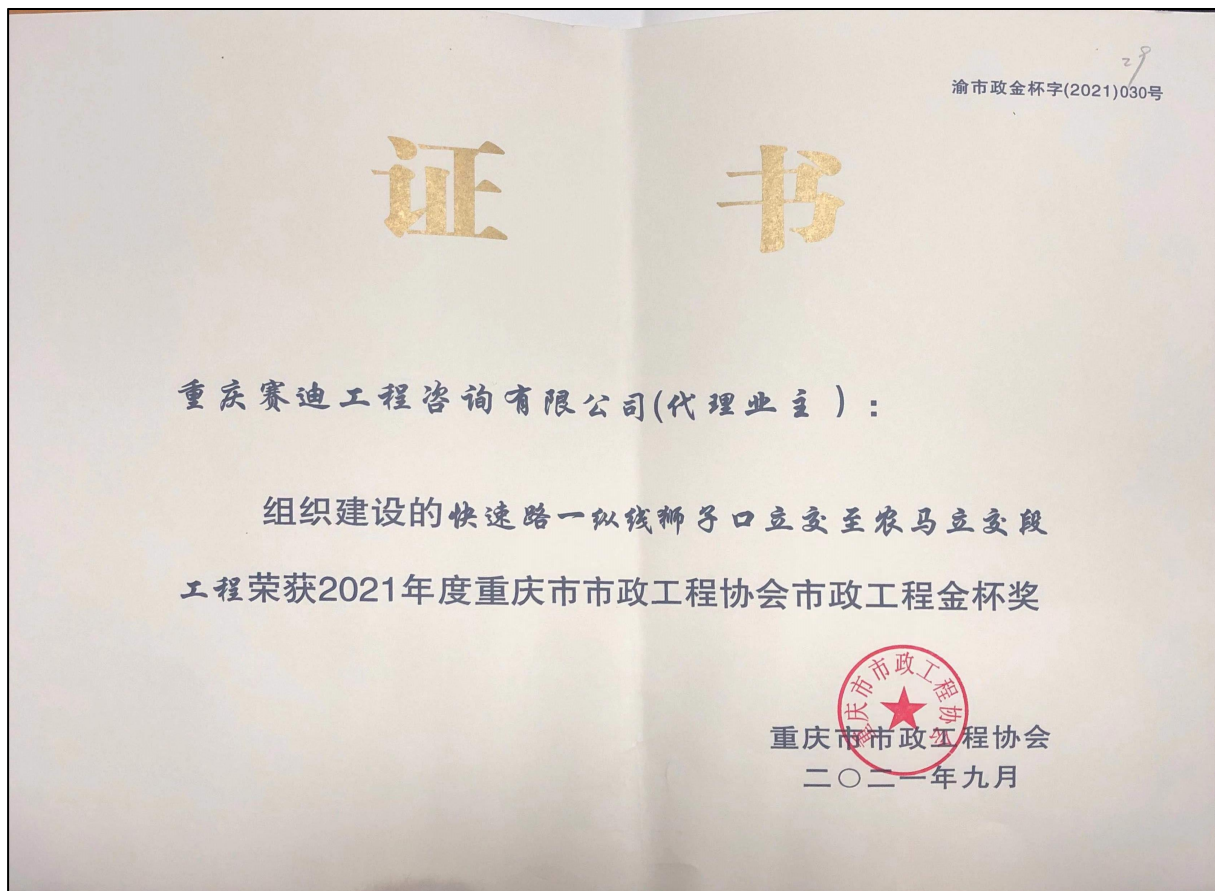 29
渝市政金杯字(2021)030号
证 书
重庆赛迪工程咨询有限公司(代理业主）:
组织建设的快速路一纵线狮子口立交至农马立交段
工程荣获2021年度重庆市市政工程协会市政工程金杯奖
重庆市市政工程协会
重庆市市政工程协会
二〇二一年九月